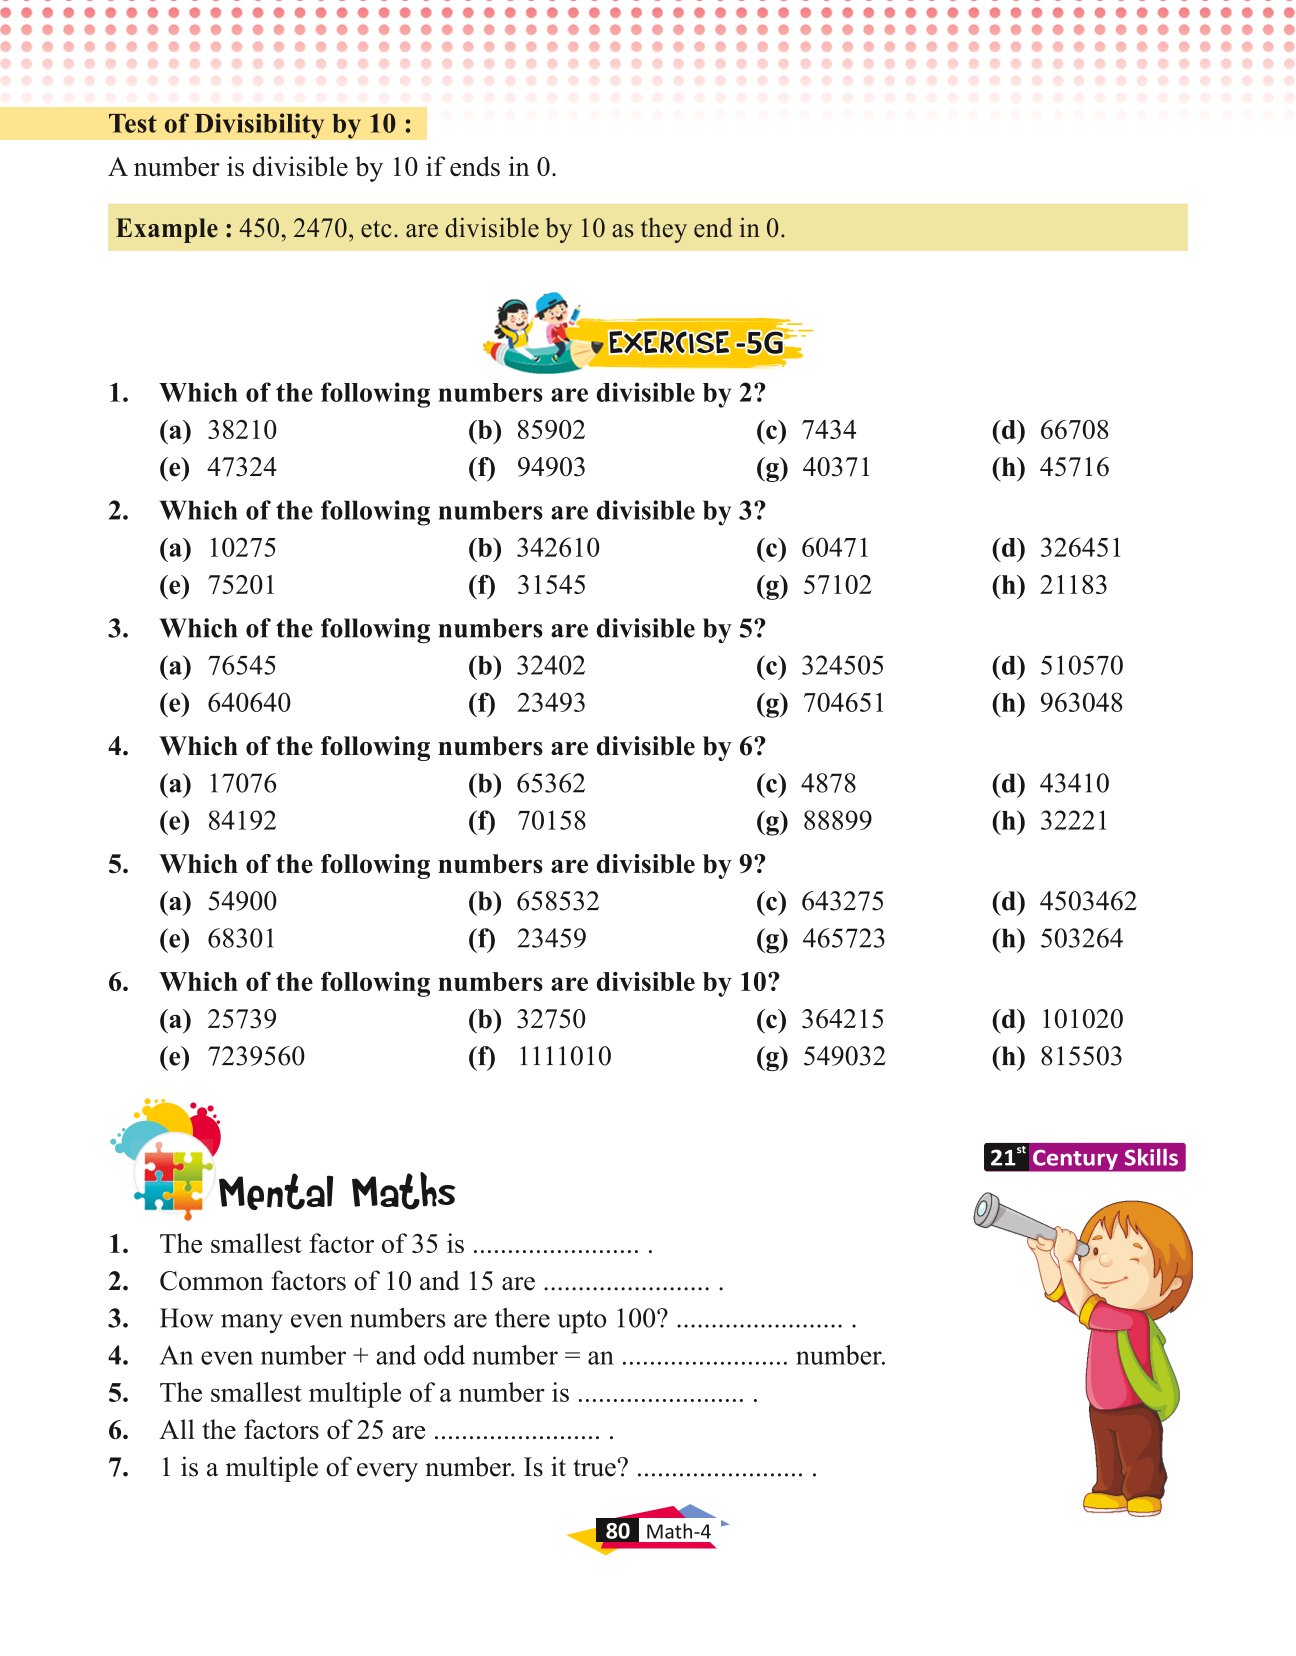 Test of Divisibility by 10 :
A number is divisible by 10 if ends in 0.
Example : 450, 2470, etc. are divisible by 10 as they end in 0.
EXERCISE -5G
1. Which of the following numbers are divisible by 2?
(a) 38210 (b) 85902 (c) 7434 (d) 66708
(e) 47324 (f) 94903 (g) 40371 (h) 45716
2. Which of the following numbers are divisible by 3?
(a) 10275 (b) 342610 (c) 60471 (d) 326451
(e) 75201 (f) 31545 (g) 57102 (h) 21183
3. Which of the following numbers are divisible by 5?
(a) 76545 (b) 32402 (c) 324505 (d) 510570
(e) 640640 (f) 23493 (g) 704651 (h) 963048
4. Which of the following numbers are divisible by 6?
(a) 17076 (b) 65362 (c) 4878 (d) 43410
(e) 84192 (f) 70158 (g) 88899 (h) 32221
5. Which of the following numbers are divisible by 9?
(a) 54900 (b) 658532 (c) 643275 (d) 4503462
(e) 68301 (f) 23459 (g) 465723 (h) 503264
6. Which of the following numbers are divisible by 10?
(a) 25739 (b) 32750 (c) 364215 (d) 101020
(e) 7239560 (f) 1111010 (g) 549032 (h) 815503
21st Century Skills
Mental Maths
1. The smallest factor of 35 is ........................ .
2. Common factors of 10 and 15 are ........................ .
3. How many even numbers are there upto 100? ........................ .
4. An even number + and odd number = an ........................ number.
5. The smallest multiple of a number is ........................ .
6. All the factors of 25 are ........................ .
7. 1 is a multiple of every number. Is it true? ........................ .
80 Math-4